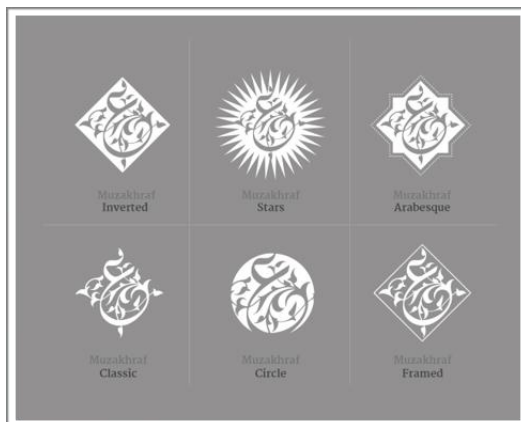 Muzakhraf
Inverted
Muzakhraf
Stars
Muzakhraf
Arabesque
Muzakhraf
Classic
Muzakhraf
Circle
Muzakhraf
Framed